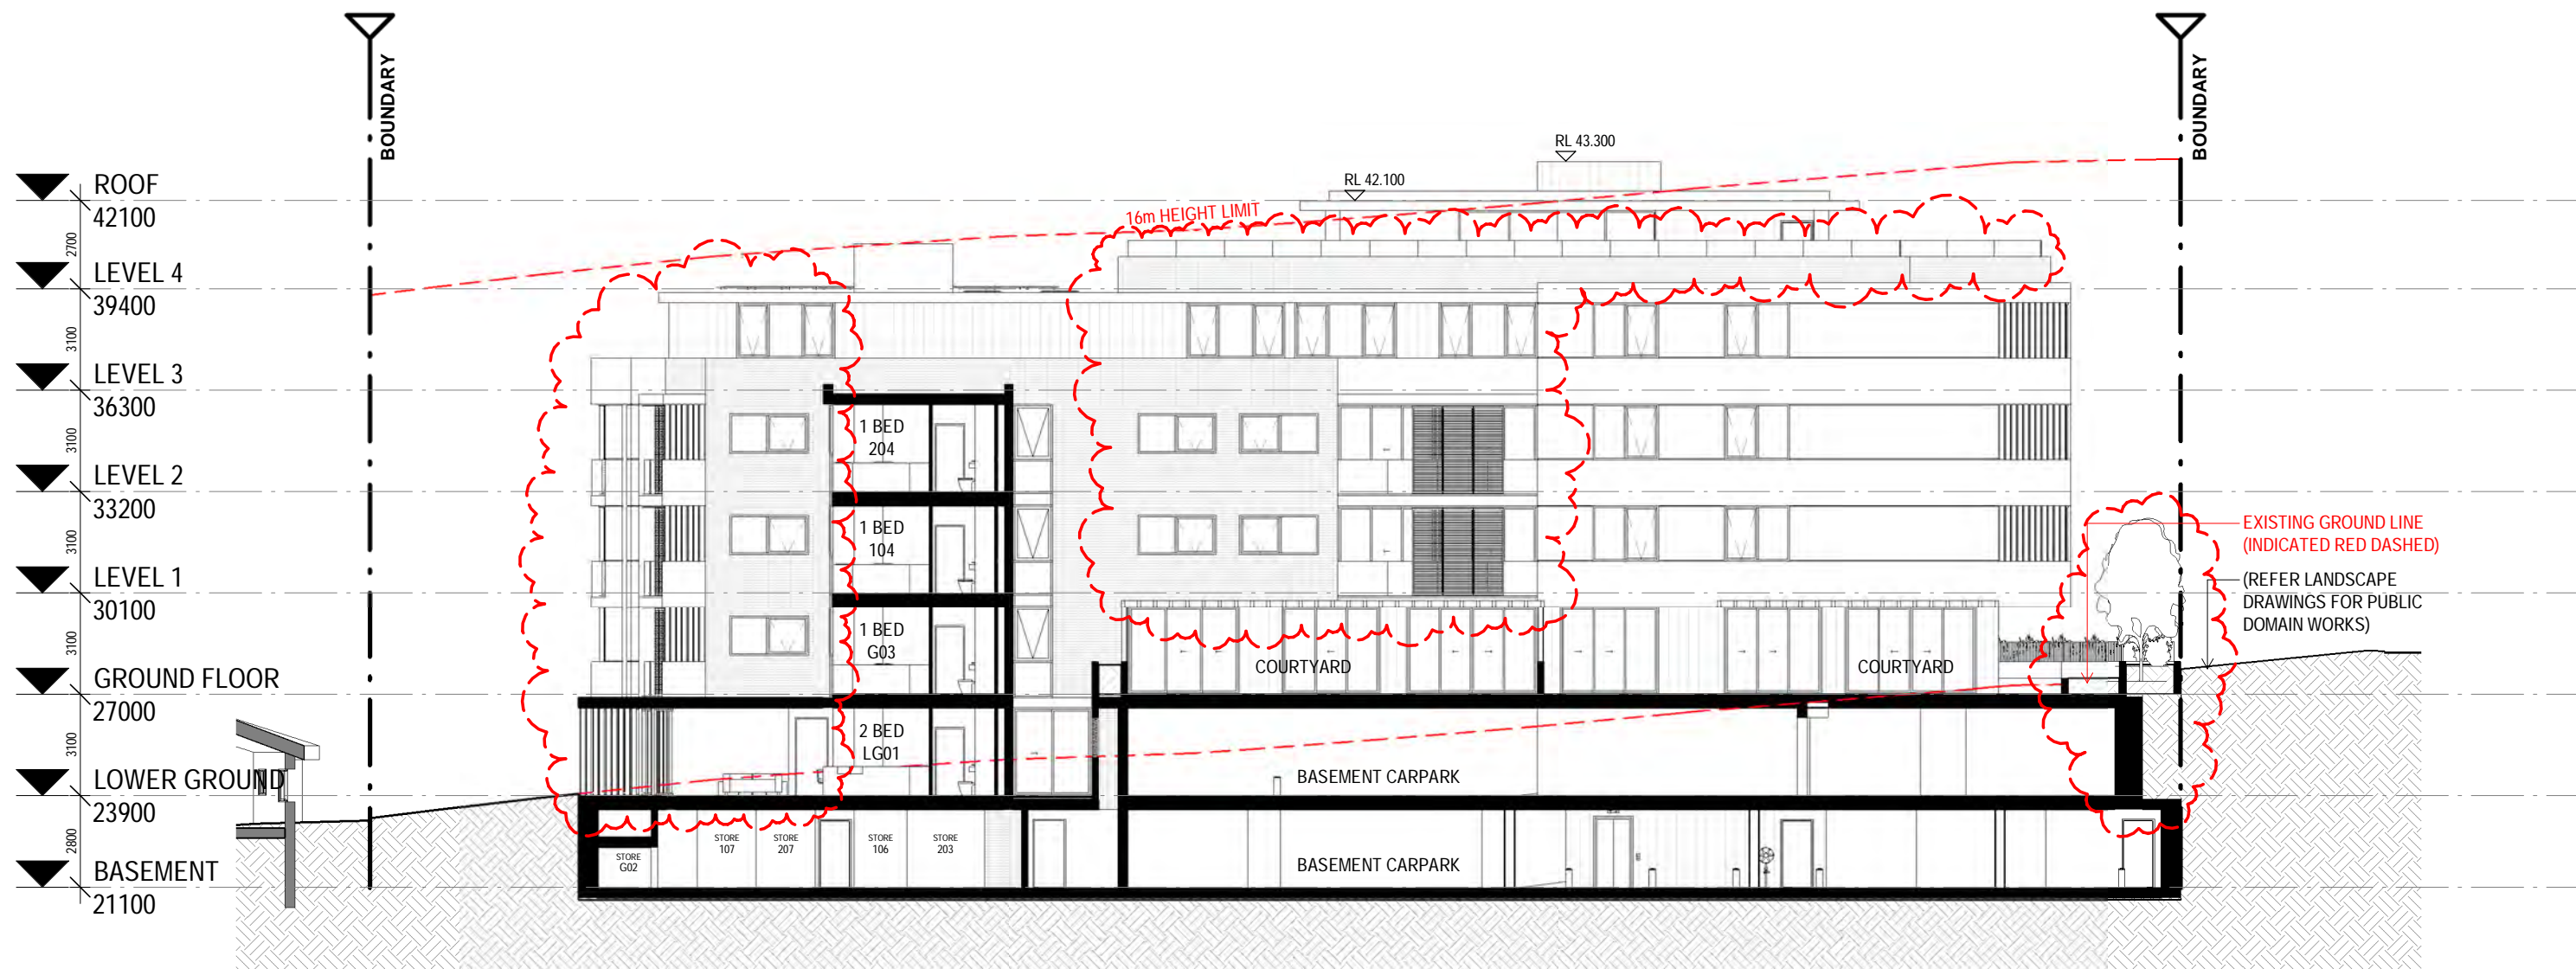 BOUNDARY
BOUNDARY
RL 43.300
RL 42.100
16m HEIGHT LIMIT
ROOF
42100
2700
LEVEL 4
39400
3100
LEVEL 3
36300
3100
LEVEL 2
33200
3100
LEVEL 1
30100
3100
GROUND FLOOR
27000
3100
LOWER GROUND
23900
2800
BASEMENT
21100
1 BED
204
1 BED
104
1 BED
G03
2 BED
LG01
COURTYARD
COURTYARD
BASEMENT CARPARK
BASEMENT CARPARK
STORE
G02
STORE
107
STORE
207
STORE
106
STORE
203
EXISTING GROUND LINE
(INDICATED RED DASHED)
(REFER LANDSCAPE
DRAWINGS FOR PUBLIC
DOMAIN WORKS)